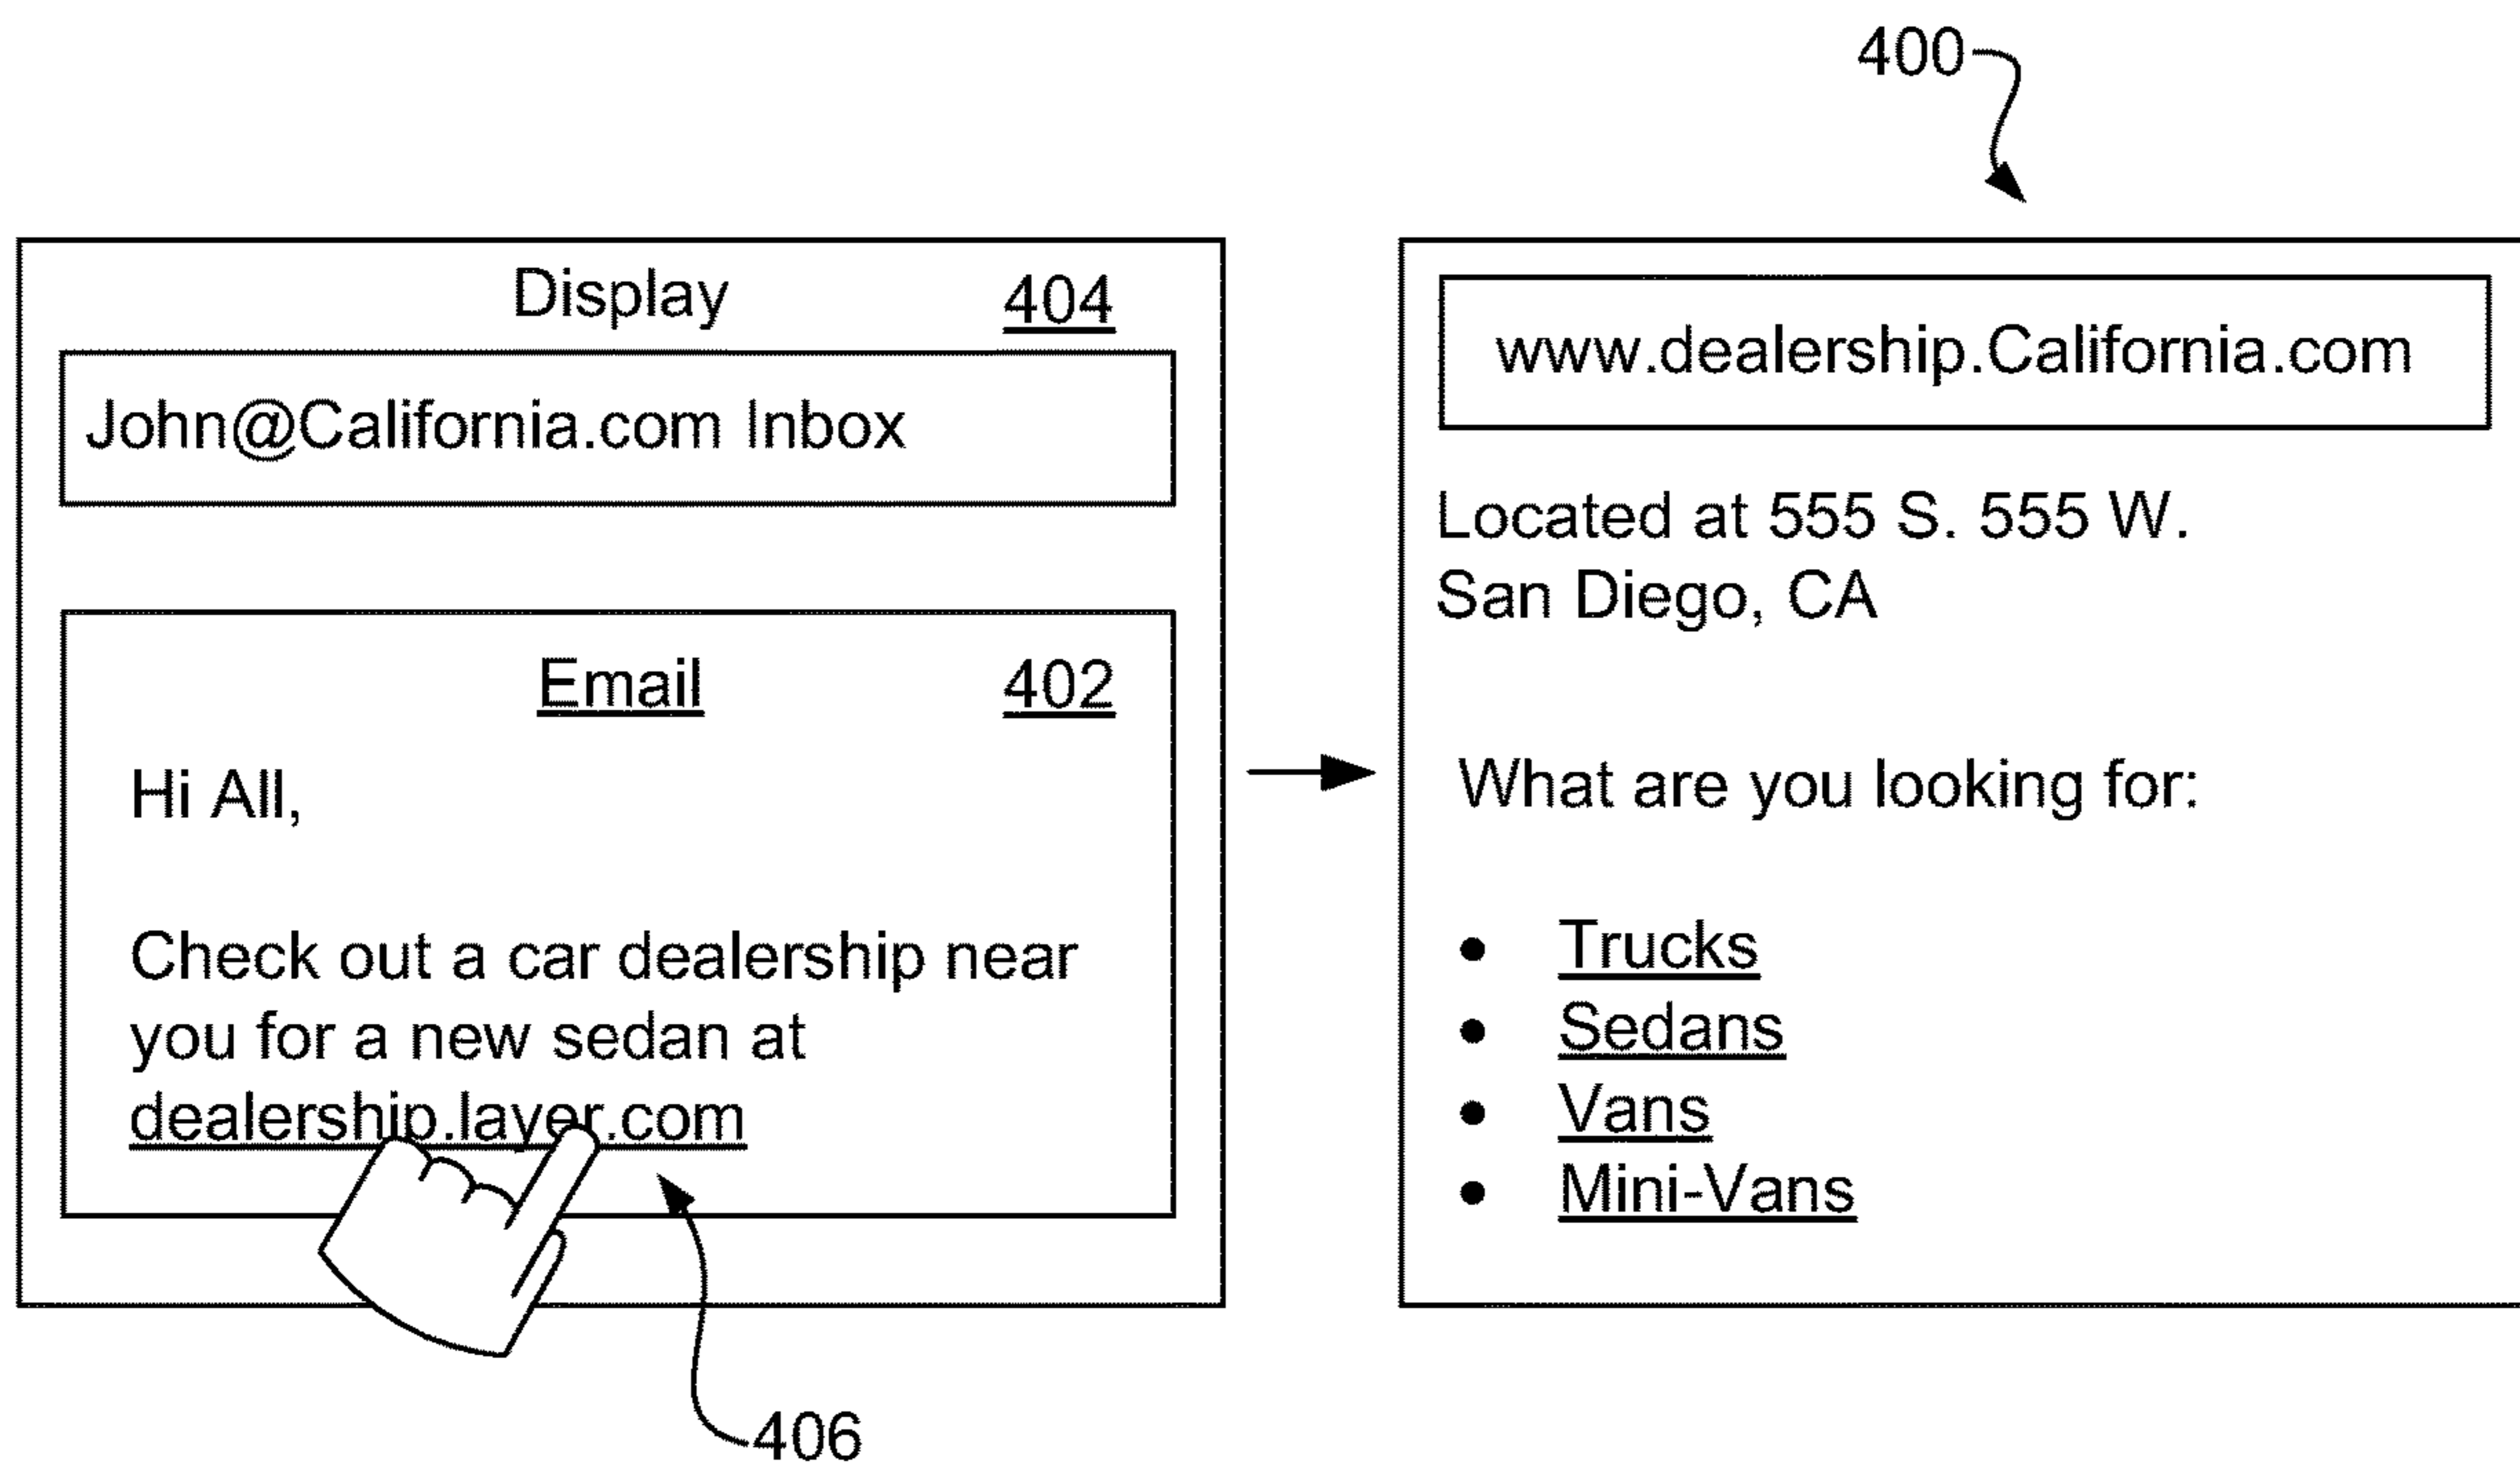 400
Display 404
John@California.com Inbox
Email 402
Hi All,
Check out a car dealership near
you for a new sedan at
dealership.layer.com
406
www.dealership.California.com
Located at 555 S. 555 W.
San Diego, CA
What are you looking for:
• Trucks
• Sedans
• Vans
• Mini-Vans